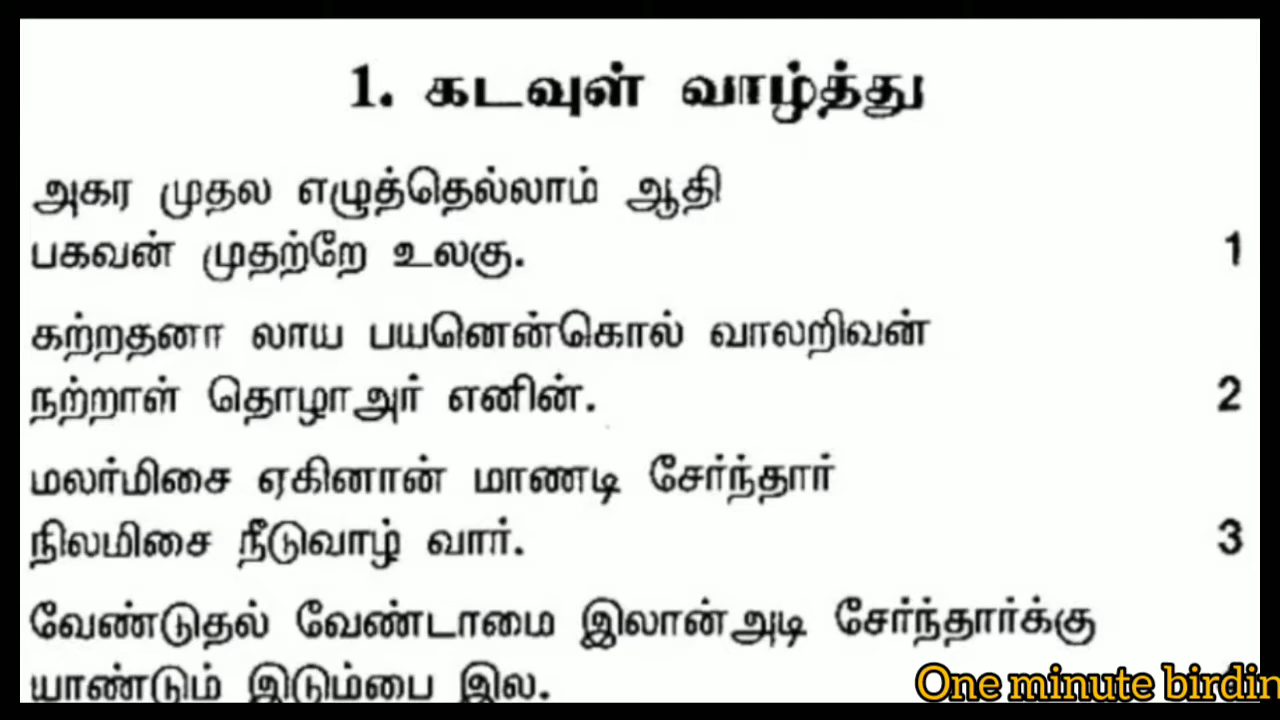 1. கடவுள் வாழ்த்து
அகர முதல எழுத்தெல்லாம் ஆதி
பகவன் முதற்றே உலகு. 1
கற்றதனா லாய பயனென்கொல் வாலறிவன்
நற்றாள் தொழாஅர் எனின். 2
மலர்மிசை ஏகினான் மாணடி சேர்ந்தார்
நிலமிசை நீடுவாழ் வார். 3
வேண்டுதல் வேண்டாமை இலான்அடி சேர்ந்தார்க்கு
யாண்டும் இடும்பை இல.
One minute birdin